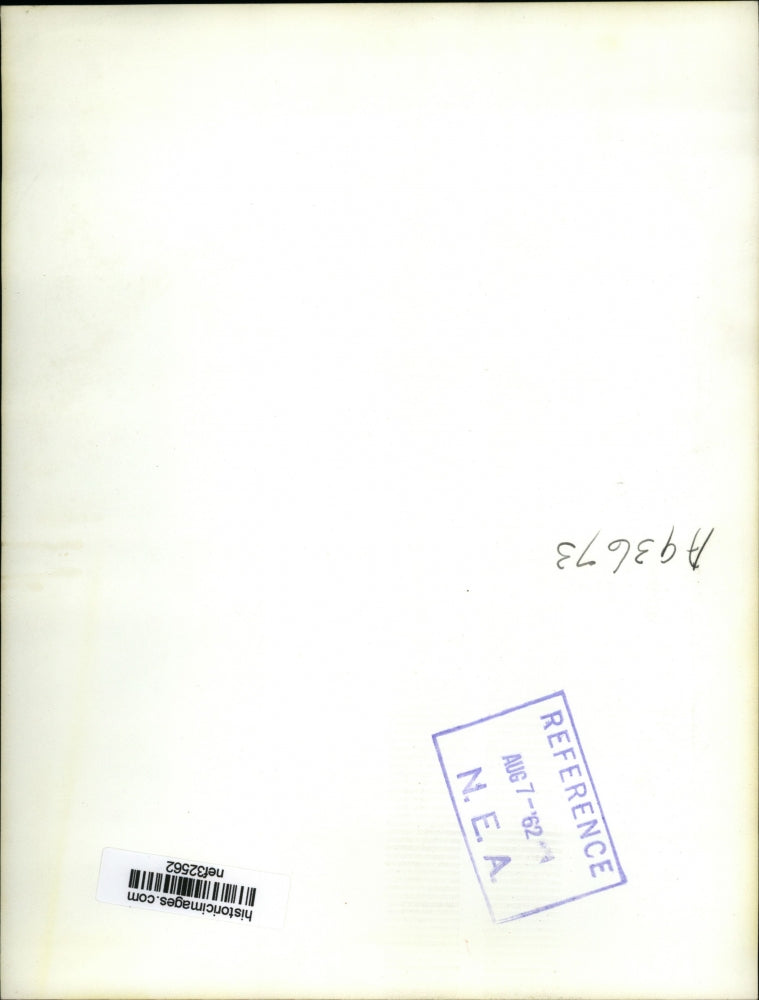 A93673
REFERENCE
AUG 7-'62
N. E. A.
historicimages.com
nef32562